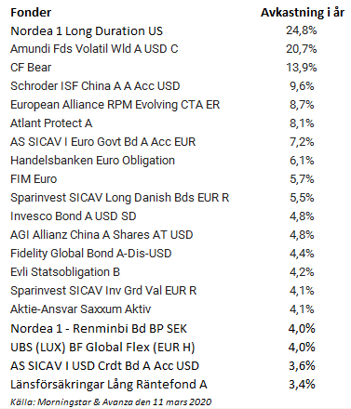 Fonder Avkastning i år
Nordea 1 Long Duration US 24,8%
Amundi Fds Volatil Wld A USD C 20,7%
CF Bear 13,9%
Schroder ISF China A A Acc USD 9,6%
European Alliance RPM Evolving CTA ER 8,7%
Atlant Protect A 8,1%
AS SICAV I Euro Govt Bd A Acc EUR 7,2%
Handelsbanken Euro Obligation 6,1%
FIM Euro 5,7%
Sparinvest SICAV Long Danish Bds EUR R 5,5%
Invesco Bond A USD SD 4,8%
AGI Allianz China A Shares AT USD 4,8%
Fidelity Global Bond A-Dis-USD 4,4%
Evli Statsobligation B 4,2%
Sparinvest SICAV Inv Grd Val EUR R 4,1%
Aktie-Ansvar Saxxum Aktiv 4,1%
Nordea 1 - Renminbi Bd BP SEK 4,0%
UBS (LUX) BF Global Flex (EUR H) 4,0%
AS SICAV I USD Crdt Bd A Acc USD 3,6%
Länsförsäkringar Lång Räntefond A 3,4%
Källa: Morningstar & Avanza den 11 mars 2020